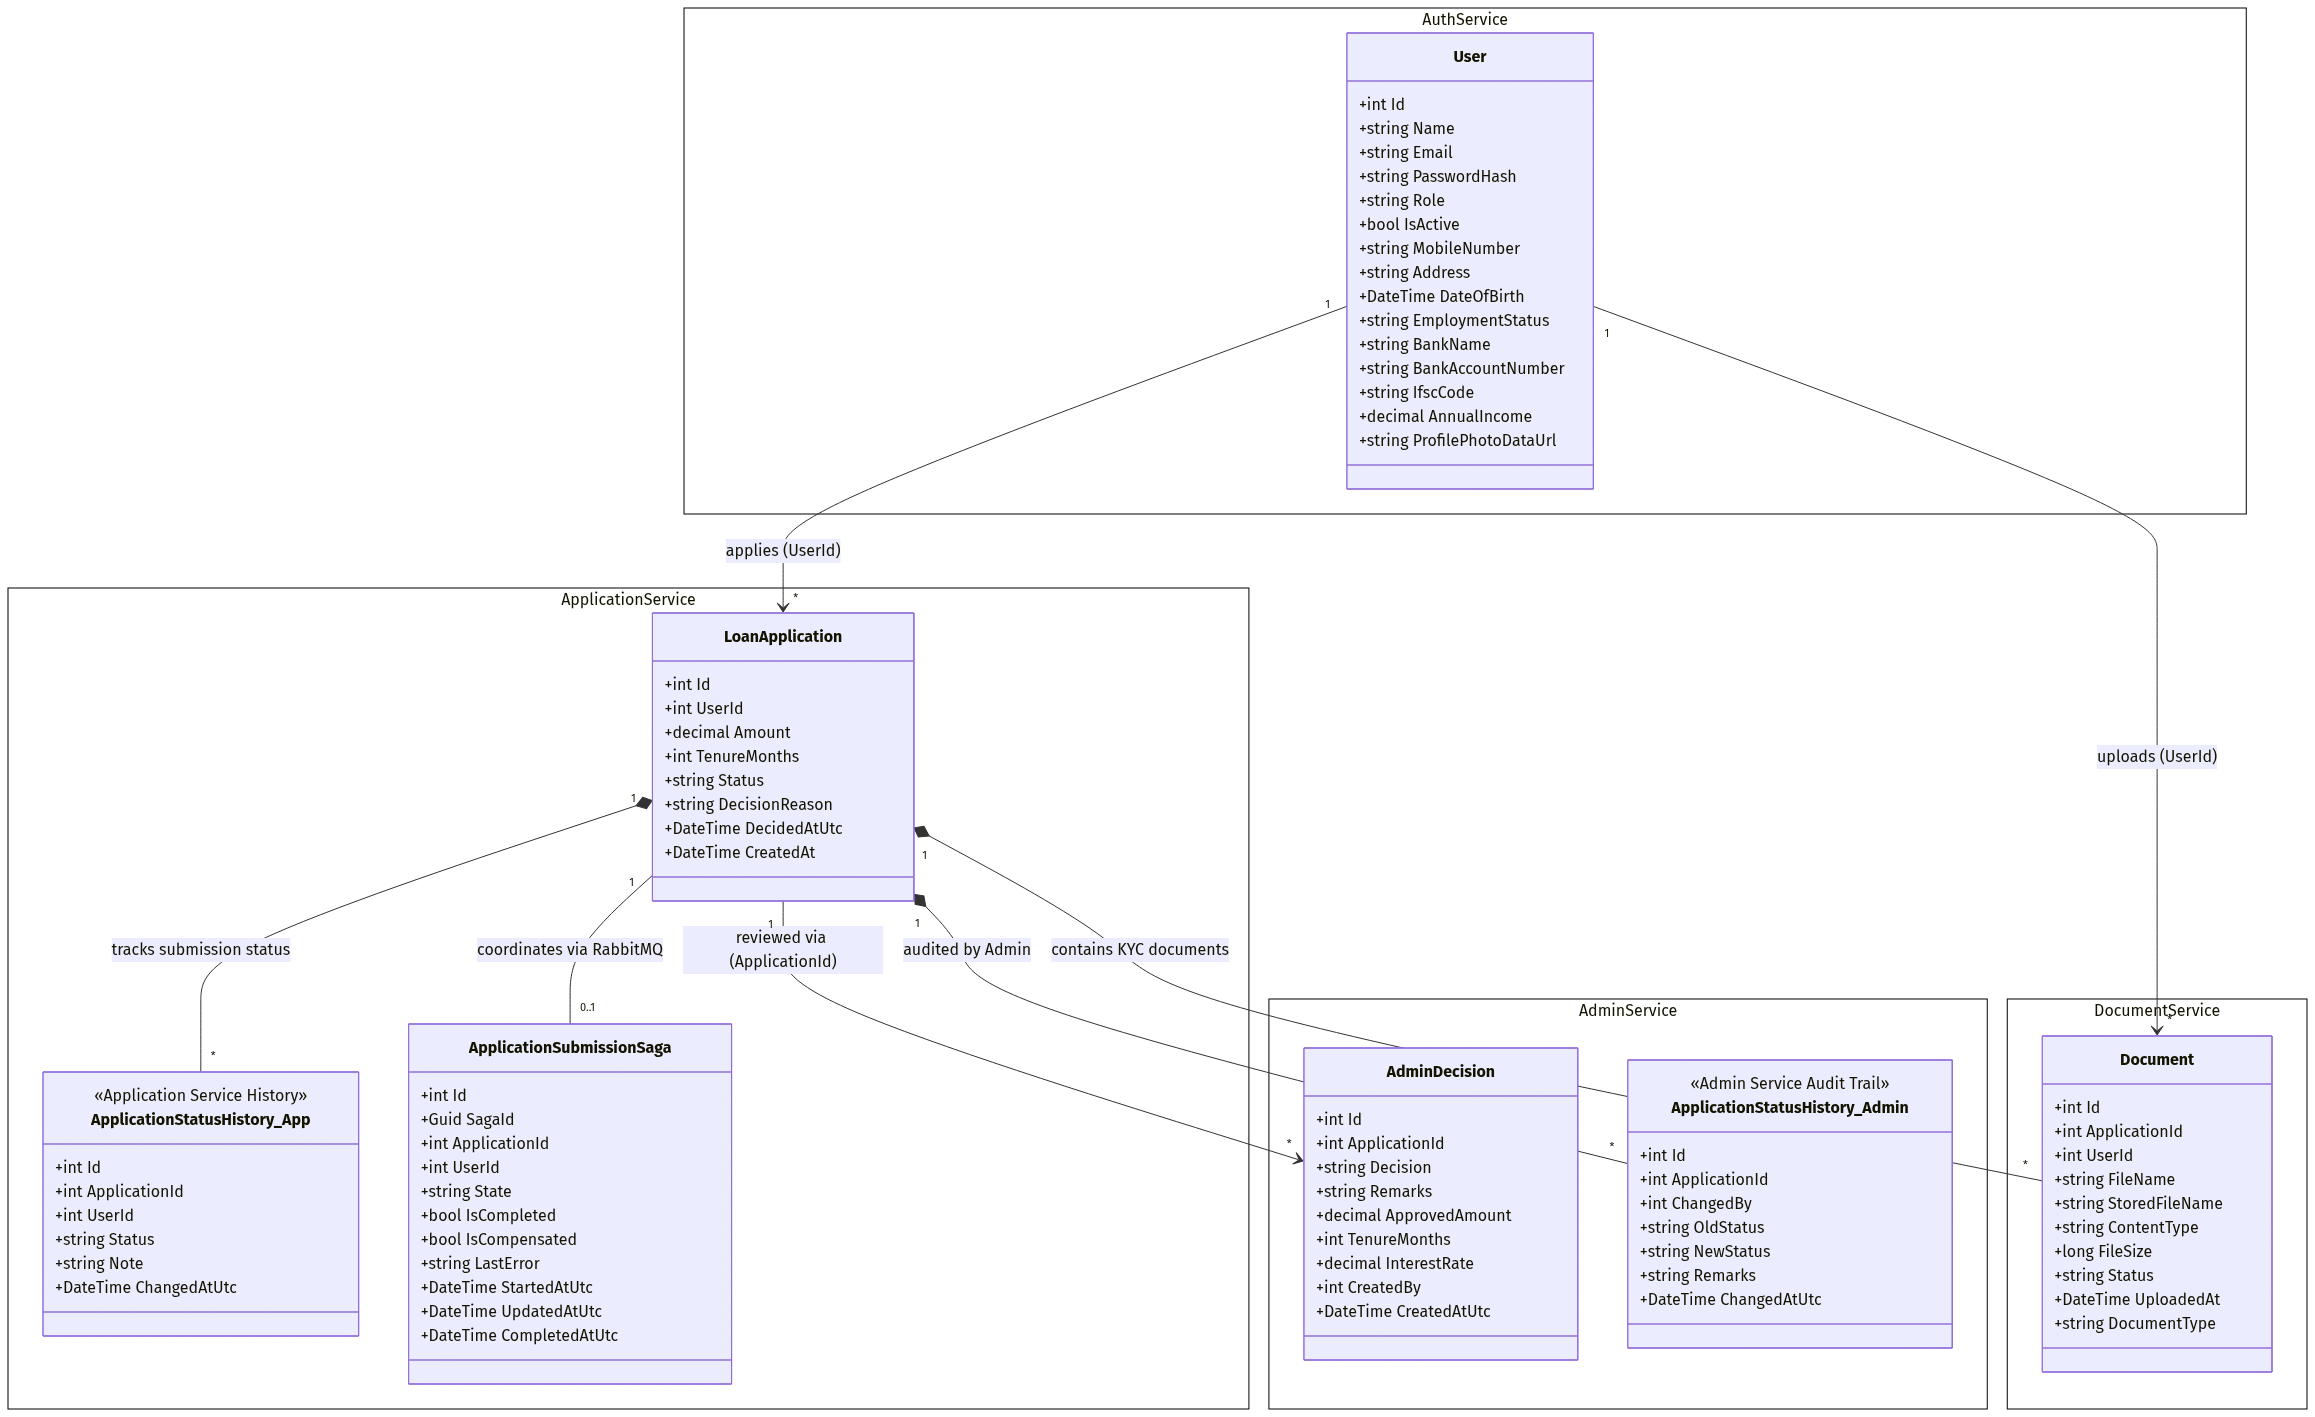 AuthService
User
+int Id
+string Name
+string Email
+string PasswordHash
+string Role
+bool IsActive
+string MobileNumber
+string Address
+DateTime DateOfBirth
+string EmploymentStatus
+string BankName
+string BankAccountNumber
+string IfscCode
+decimal AnnualIncome
+string ProfilePhotoDataUrl
1
1
applies (UserId)
*
uploads (UserId)
*
ApplicationService
LoanApplication
+int Id
+int UserId
+decimal Amount
+int TenureMonths
+string Status
+string DecisionReason
+DateTime DecidedAtUtc
+DateTime CreatedAt
1
1
1
1
1
tracks submission status
coordinates via RabbitMQ
reviewed via
(ApplicationId)
audited by Admin
contains KYC documents
*
0..1
*
*
*
«Application Service History»
ApplicationStatusHistory_App
+int Id
+int ApplicationId
+int UserId
+string Status
+string Note
+DateTime ChangedAtUtc
ApplicationSubmissionSaga
+int Id
+Guid SagaId
+int ApplicationId
+int UserId
+string State
+bool IsCompleted
+bool IsCompensated
+string LastError
+DateTime StartedAtUtc
+DateTime UpdatedAtUtc
+DateTime CompletedAtUtc
AdminService
AdminDecision
+int Id
+int ApplicationId
+string Decision
+string Remarks
+decimal ApprovedAmount
+int TenureMonths
+decimal InterestRate
+int CreatedBy
+DateTime CreatedAtUtc
«Admin Service Audit Trail»
ApplicationStatusHistory_Admin
+int Id
+int ApplicationId
+int ChangedBy
+string OldStatus
+string NewStatus
+string Remarks
+DateTime ChangedAtUtc
DocumentService
Document
+int Id
+int ApplicationId
+int UserId
+string FileName
+string StoredFileName
+string ContentType
+long FileSize
+string Status
+DateTime UploadedAt
+string DocumentType